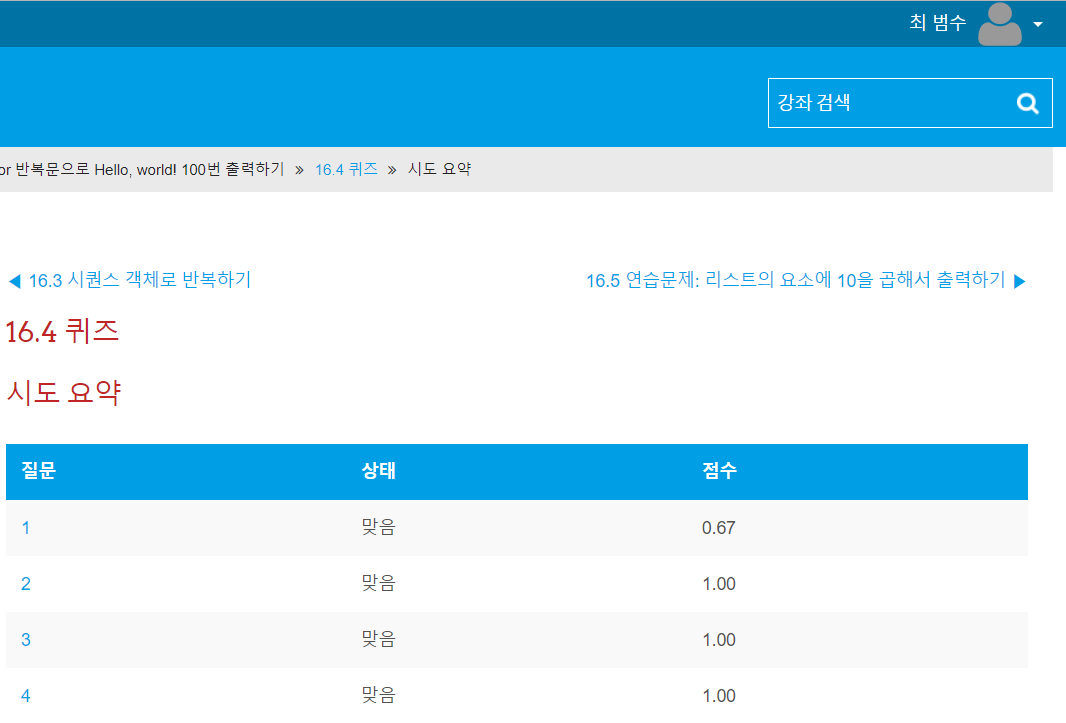 최 범수
강좌 검색
or 반복문으로 Hello, world! 100번 출력하기 » 16.4 퀴즈 » 시도 요약
◀ 16.3 시퀀스 객체로 반복하기 16.5 연습문제: 리스트의 요소에 10을 곱해서 출력하기 ▶
16.4 퀴즈
시도 요약
질문 상태 점수
1 맞음 0.67
2 맞음 1.00
3 맞음 1.00
4 맞음 1.00